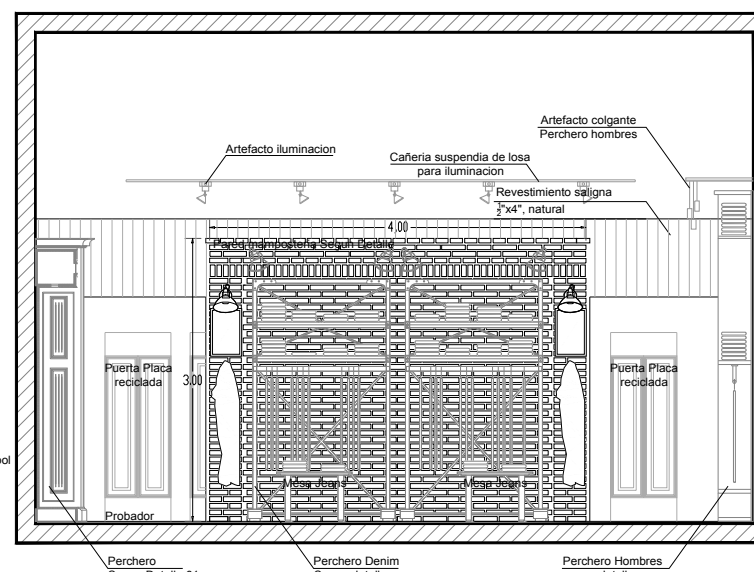 Artefacto colgante
Perchero hombres
Artefacto iluminacion
Cañeria suspendia de losa
para iluminacion
Revestimiento saligna
½"x4", natural
4,00
Pared mamposteria Segun Detalle
3.00
Puerta Placa
reciclada
Puerta Placa
reciclada
Mesa Jeans
Mesa Jeans
Probador
Perchero
Perchero Denim
Perchero Hombres